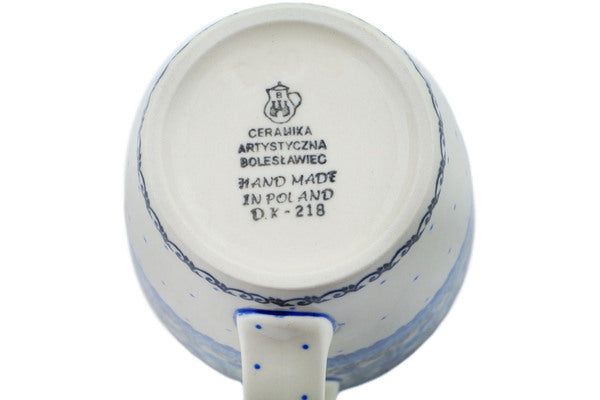 B
CERAMIKA
ARTYSTYCZNA
BOLESŁAWIEC
HAND MADE
IN POLAND
D.K - 218